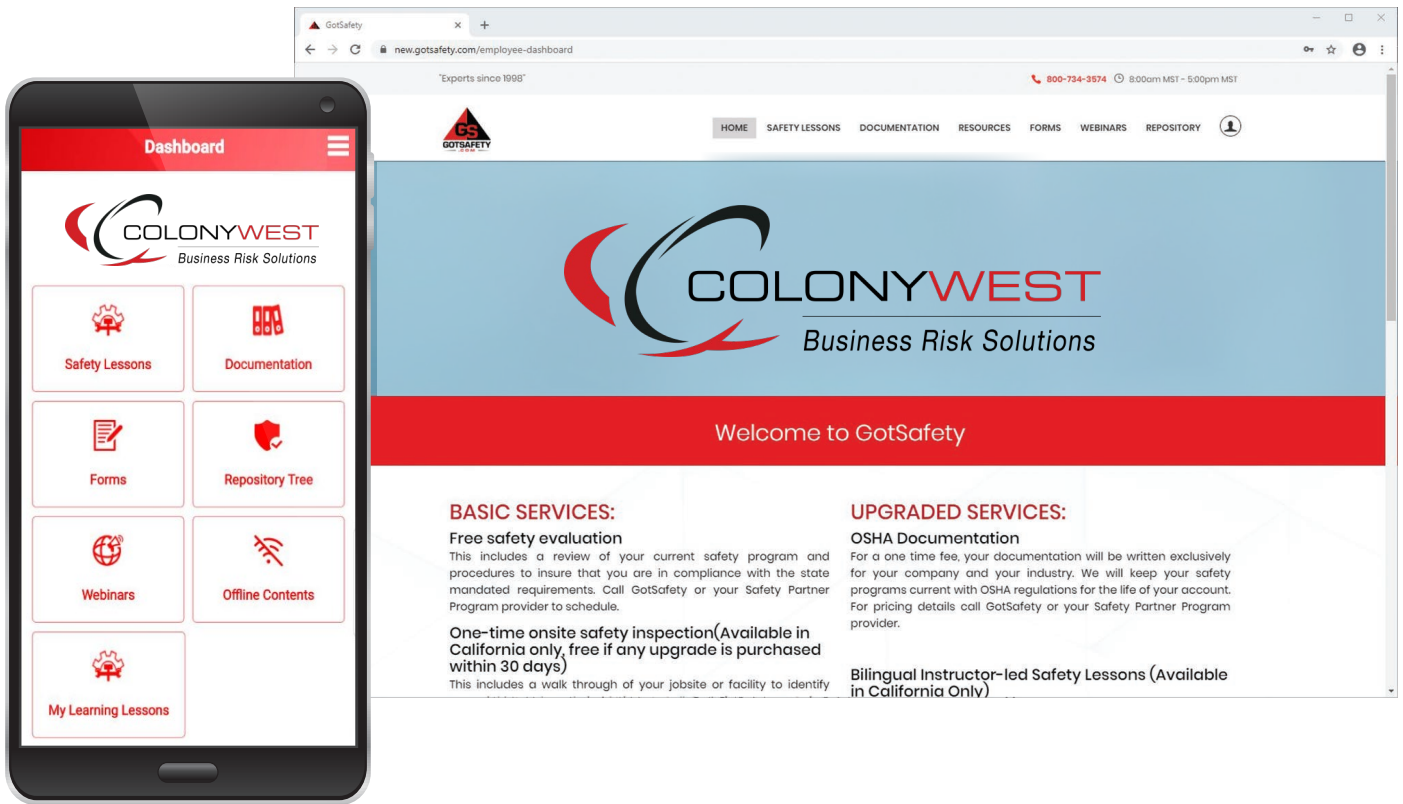 GotSafety
new.gotsafety.com/employee-dashboard
"Experts since 1998"
800-734-3574 8:00am MST - 5:00pm MST
GS
GOTSAFETY
.COM
HOME SAFETY LESSONS DOCUMENTATION RESOURCES FORMS WEBINARS REPOSITORY
COLONYWEST
Business Risk Solutions
Welcome to GotSafety
BASIC SERVICES:
Free safety evaluation
This includes a review of your current safety program and
procedures to insure that you are in compliance with the state
mandated requirements. Call GotSafety or your Safety Partner
Program provider to schedule.
One-time onsite safety inspection(Available in
California only, free if any upgrade is purchased
within 30 days)
This includes a walk through of your jobsite or facility to identify
UPGRADED SERVICES:
OSHA Documentation
For a one time fee, your documentation will be written exclusively
for your company and your industry. We will keep your safety
programs current with OSHA regulations for the life of your account.
For pricing details call GotSafety or your Safety Partner Program
provider.
Bilingual Instructor-led Safety Lessons (Available
in California Only)
Dashboard
COLONYWEST
Business Risk Solutions
Safety Lessons
Documentation
Forms
Repository Tree
Webinars
Offline Contents
My Learning Lessons